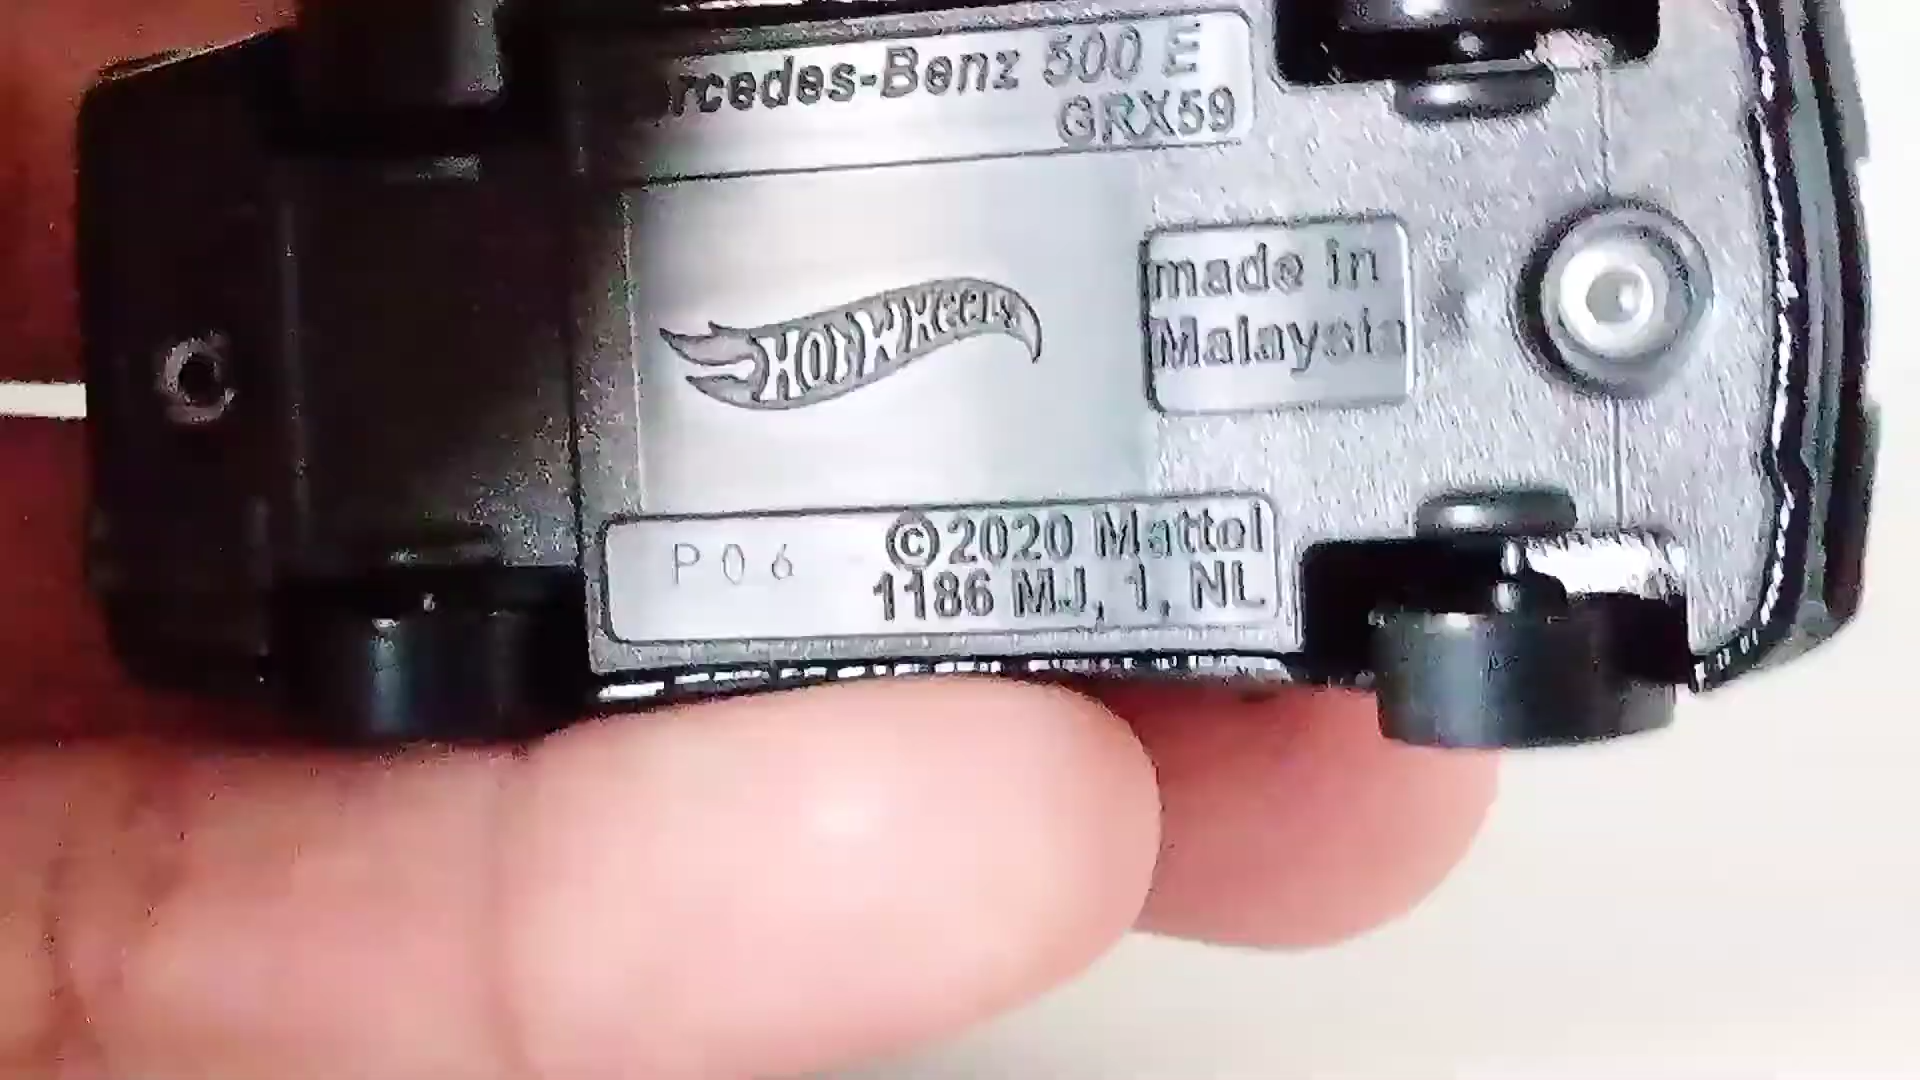 rcedes-Benz 500 E
GRX59
HOT WHEELS
made in
Malaysia
P06
©2020 Mattel
1186 MJ, 1, NL